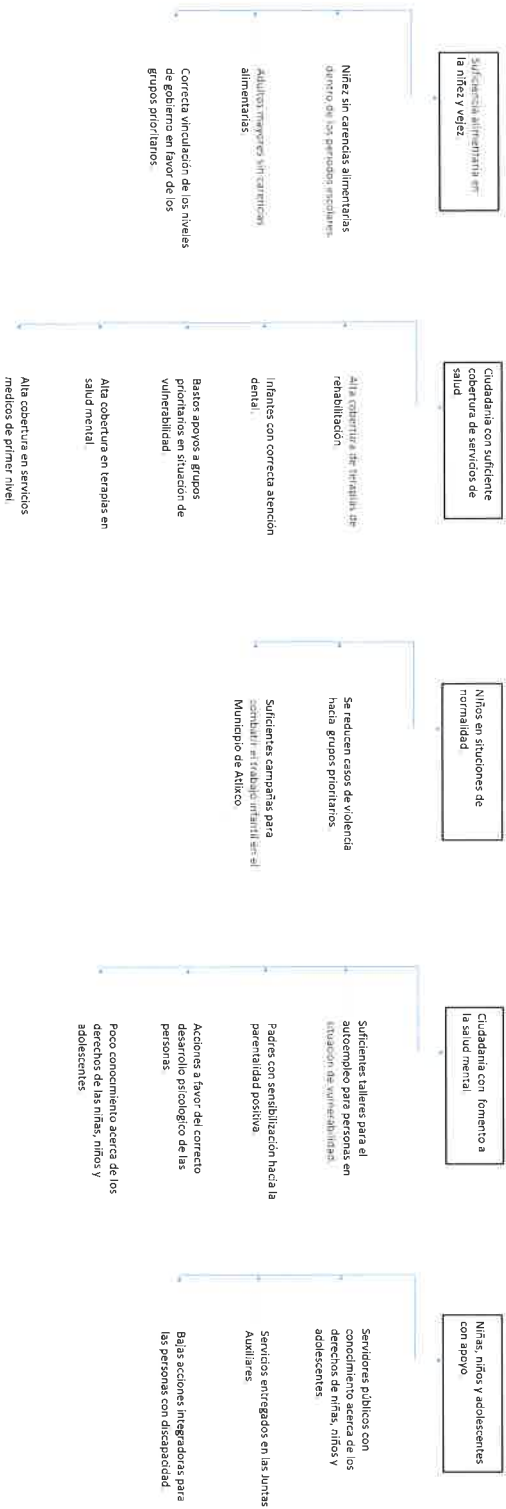 Suficiencia alimentaria en
la niñez y vejez.
Niñez sin carencias alimentarias
dentro de los periodos escolares.
Adultos mayores sin carencias
alimentarias.
Correcta vinculación de los niveles
de gobierno en favor de los
grupos prioritarios.
Ciudadania con suficiente
cobertura de servicios de
salud
Alta cobertura de terapias de
rehabilitación.
Infantes con correcta atención
dental.
Bastos apoyos a grupos
prioritarios en situación de
vulnerabilidad
Alta cobertura en terapias en
salud mental.
Alta cobertura en servicios
medicos de primer nivel.
Niños en situciones de
normalidad
Se reducen casos de violencia
hacia grupos prioritarios
Suficientes campañas para
combatir el trabajo infantil en el
Municipio de Atlixco.
Ciudadania con fomento a
la salud mental.
Suficientes talleres para el
autoempleo para personas en
situación de vulnerabilidad.
Padres con sensibilización hacia la
parentalidad positiva.
Acciones a favor del correcto
desarrollo psicologico de las
personas.
Poco conocimiento acerca de los
derechos de las niñas, niños y
adolescentes
Niñas, niños y adolescentes
con apoyo
Servidores públicos con
conocimiento acerca de los
derechos de niñas, niños y
adolescentes.
Servicios entregados en las Juntas
Auxiliares.
Bajas acciones integradoras para
las personas con discapacidad.